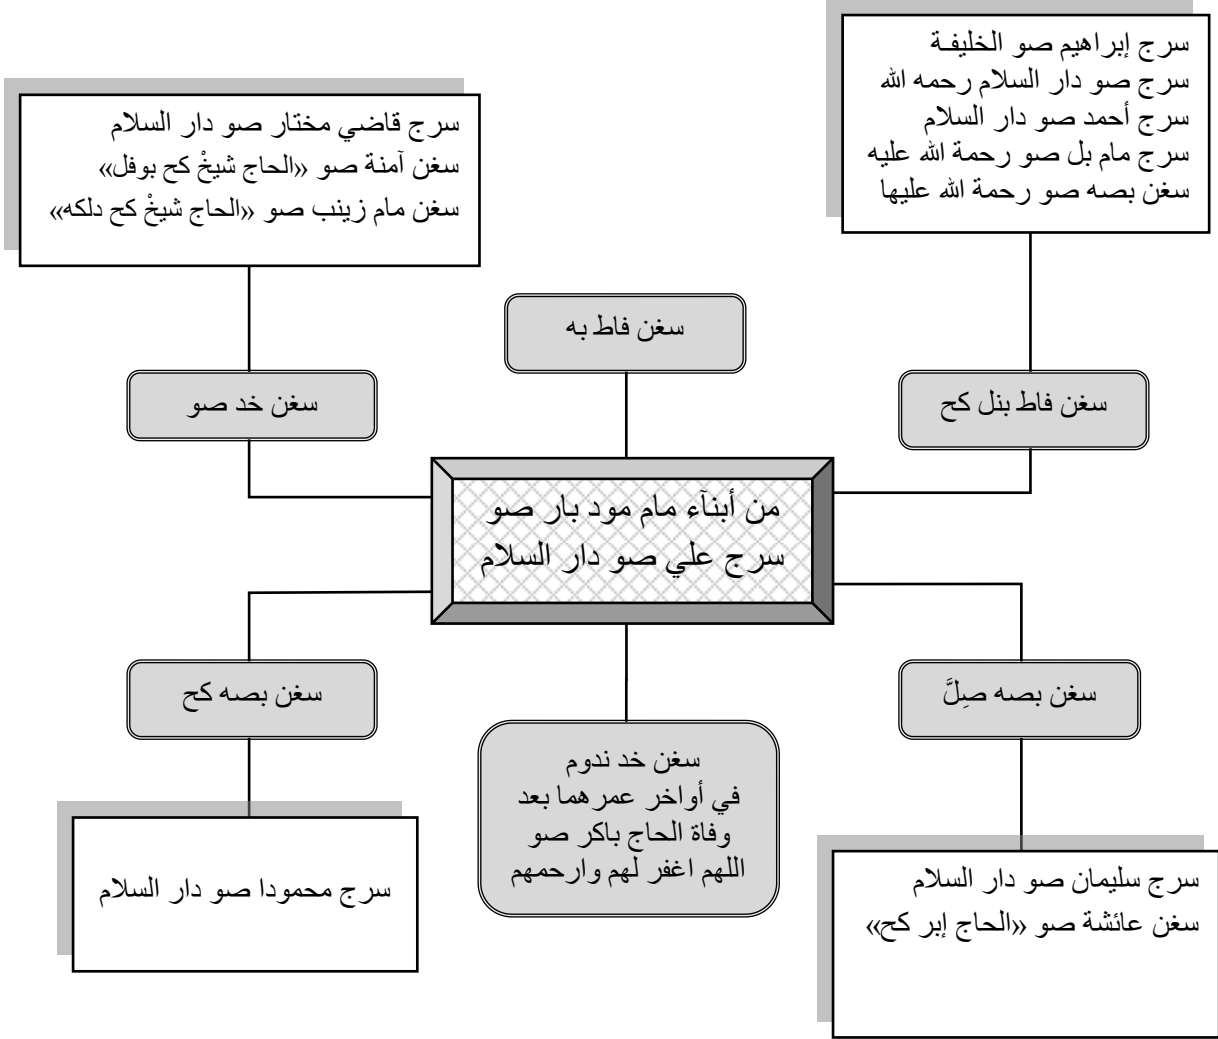 سرج إبراهيم صو الخليفـة
سرج صو دار السلام رحمه الله
سرج أحمد صو دار السلام
سرج مام بل صو رحمة الله عليه
سغن بصه صو رحمة الله عليها
سرج قاضي مختار صو دار السلام
سغن آمنة صو «الحاج شيخْ كح بوفل»
سغن مام زينب صو «الحاج شيخْ كح دلكه»
سغن فاط به
سغن فاط بنل كح
سغن خد صو
من أبنآء مام مود بار صو
سرج علي صو دار السلام
سغن بصه صِلَّ
سغن بصه كح
سغن خد ندوم
في أواخر عمرهما بعد
وفاة الحاج باكر صو
اللهم اغفر لهم وارحمهم
سرج سليمان صو دار السلام
سغن عائشة صو «الحاج إبر كح»
سرج محمودا صو دار السلام